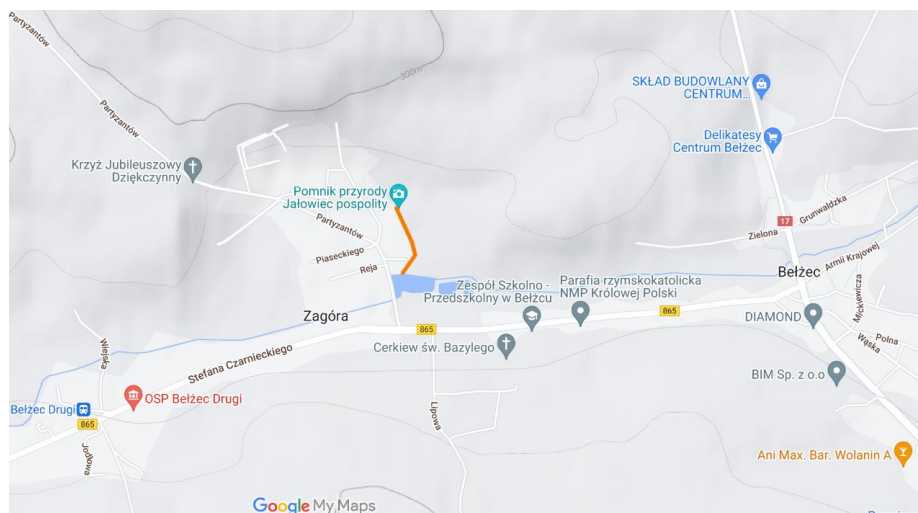 Partyzantów
300m
SKŁAD BUDOWLANY
CENTRUM...
Partyzantów
Delikatesy
Centrum Bełżec
Krzyż Jubileuszowy
Dziękczynny
Pomnik przyrody
Jałowiec pospolity
Partyzantów
17
Grunwaldzka
Zielona
Piaseckiego
Armii Krajowej
Reja
Bełżec
Zespół Szkolno -
Przedszkolny w Bełżcu
Parafia rzymskokatolicka
NMP Królowej Polski
Mickiewicza
Zagóra
865
865
DIAMOND
Cerkiew św. Bazylego
Polna
Wąska
Wiejska
Stefana Czarnieckiego
BIM Sp. z o.o
OSP Bełżec Drugi
Bełżec Drugi
865
Lipowa
Jodłowa
Ani Max. Bar. Wolanin A
Google My Maps